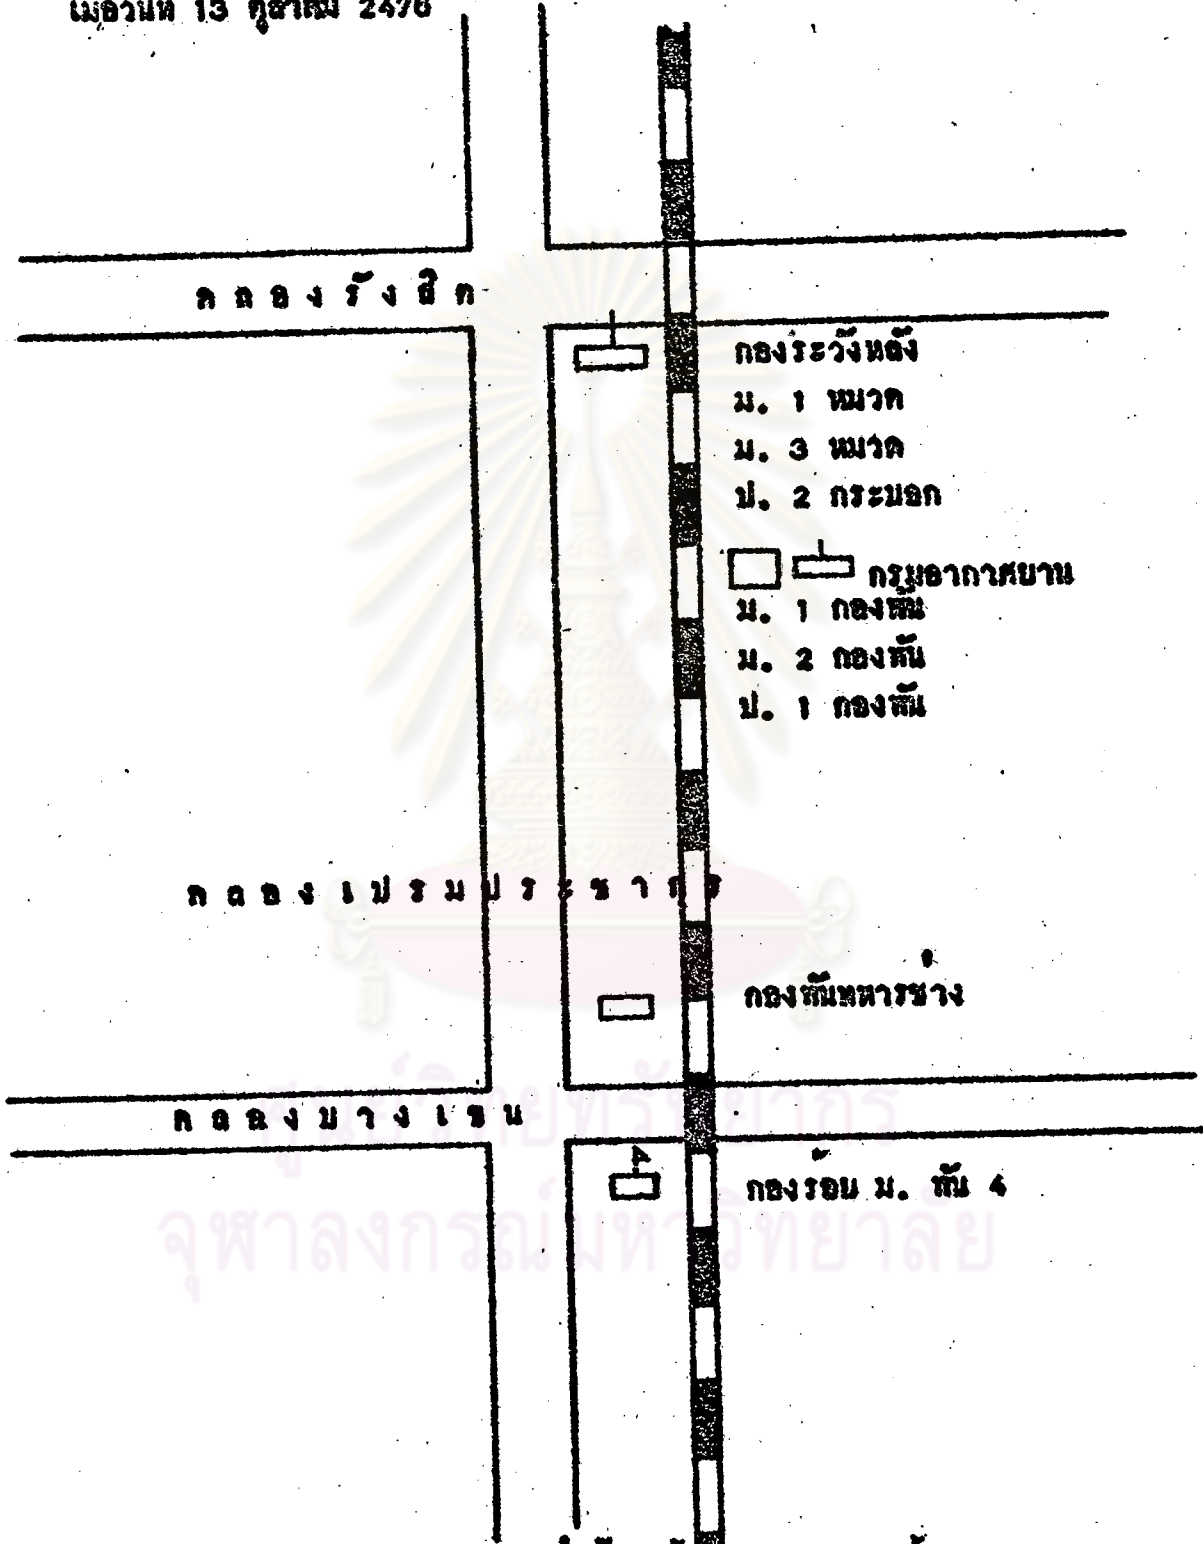 เมื่อวันที่ 13 ตุลาคม 2476
คลองรังสิต
กองระวังหลัง
ม. 1 หมวด
ม. 3 หมวด
ป. 2 กระบอก
กรมอากาศยาน
ม. 1 กองพัน
ม. 2 กองพัน
ป. 1 กองพัน
คลองเปรมประชากร
กองพันทหารช่าง
คลองบางเขน
กองร้อย ม. พัน 4
ศูนย์วิทยทรัพยากร
จุฬาลงกรณ์มหาวิทยาลัย